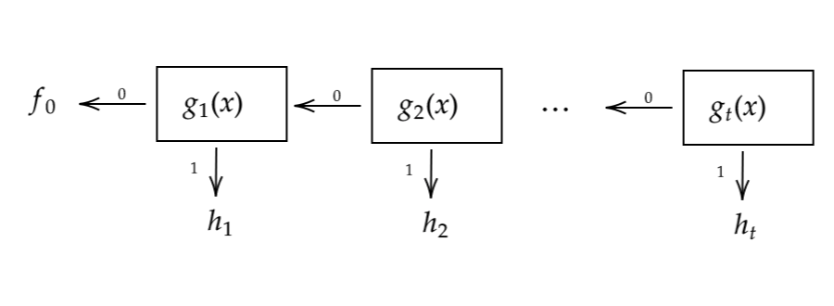 f₀ 0 g₁(x) 0 g₂(x) ... 0 gₜ(x)
1 1 1
h₁ h₂ hₜ